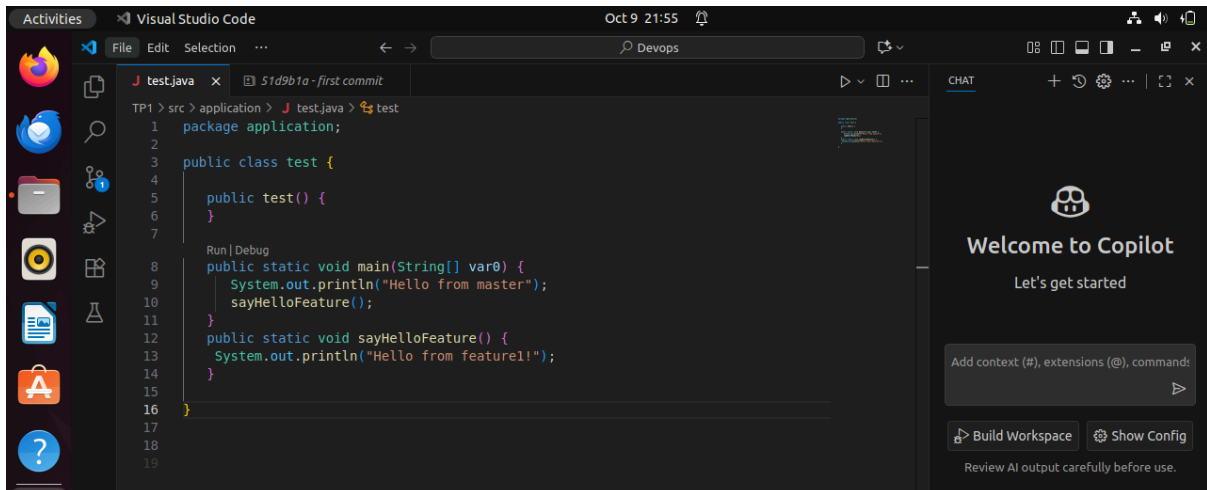 Activities Visual Studio Code Oct 9 21:55
File Edit Selection ··· Devops
J test.java × 51d9b1a - first commit
CHAT
TP1 > src > application > J test.java > test
1 package application;
2
3 public class test {
4
5 public test() {
6 }
7
Run | Debug
8 public static void main(String[] var0) {
9 System.out.println("Hello from master");
10 sayHelloFeature();
11 }
12 public static void sayHelloFeature() {
13 System.out.println("Hello from feature1!");
14 }
15
16 }
17
18
19
1
Welcome to Copilot
Let's get started
Add context (#), extensions (@), commands
Build Workspace Show Config
Review AI output carefully before use.